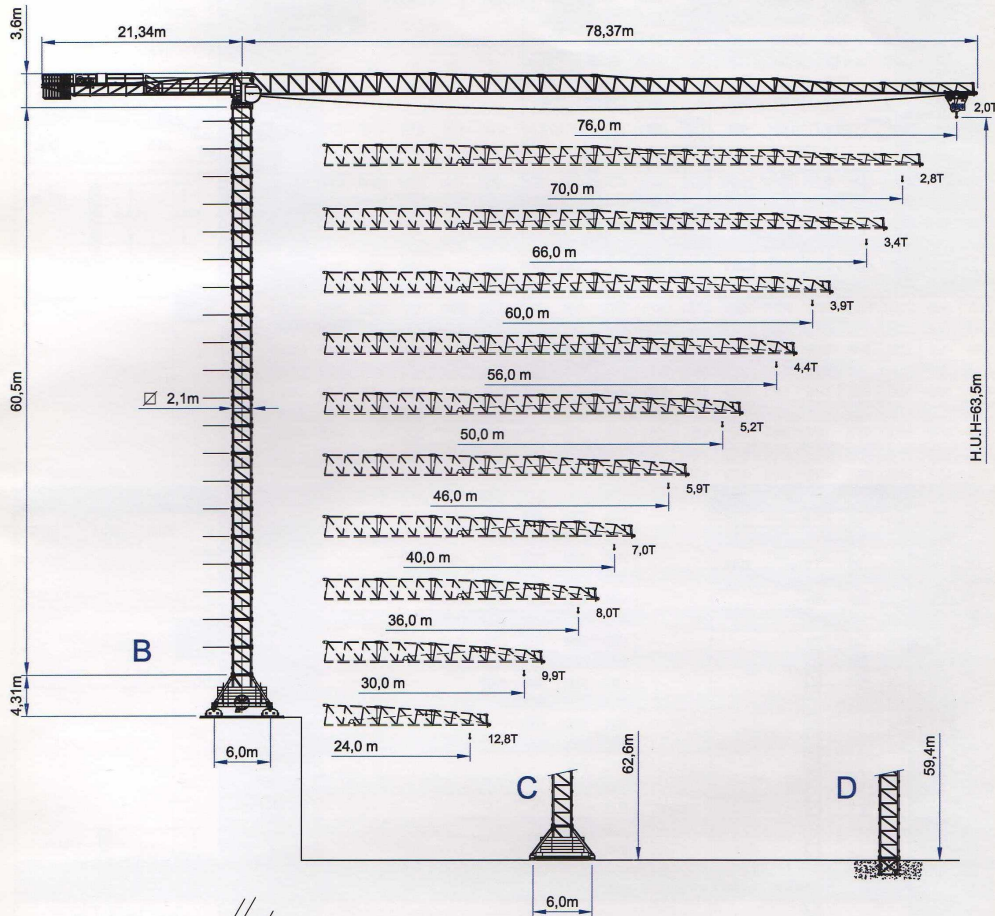 3,6m
21,34m
78,37m
2,0T
76,0 m
2,8T
70,0 m
3,4T
66,0 m
3,9T
60,0 m
4,4T
56,0 m
60,5m
2,1m
5,2T
50,0 m
H.U.H=63,5m
5,9T
46,0 m
7,0T
40,0 m
8,0T
36,0 m
B
9,9T
30,0 m
4,31m
12,8T
24,0 m
6,0m
62,6m
59,4m
C
D
6,0m